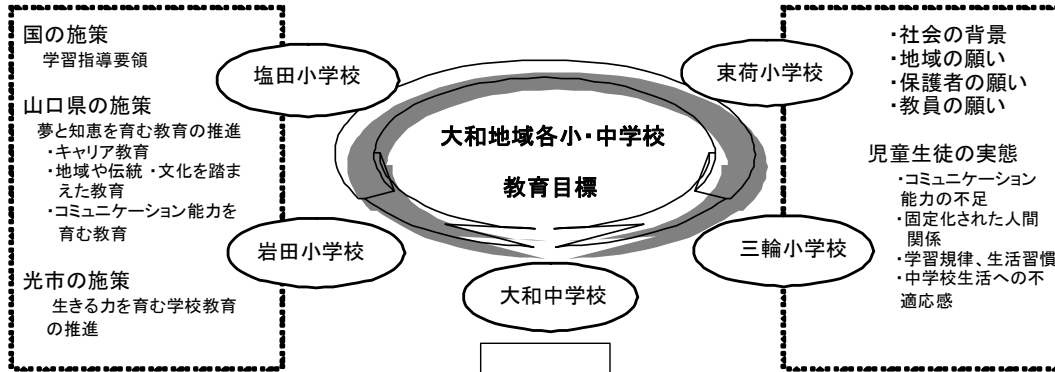 国の施策
学習指導要領
山口県の施策
夢と知恵を育む教育の推進
・キャリア教育
・地域や伝統・文化を踏ま
えた教育
・コミュニケーション能力を
育む教育
光市の施策
生きる力を育む学校教育
の推進
塩田小学校
岩田小学校
大和地域各小・中学校
教育目標
大和中学校
束荷小学校
三輪小学校
・社会の背景
・地域の願い
・保護者の願い
・教員の願い
児童生徒の実態
・コミュニケーション
能力の不足
・固定化された人間
関係
・学習規律、生活習慣
・中学校生活への不
適応感